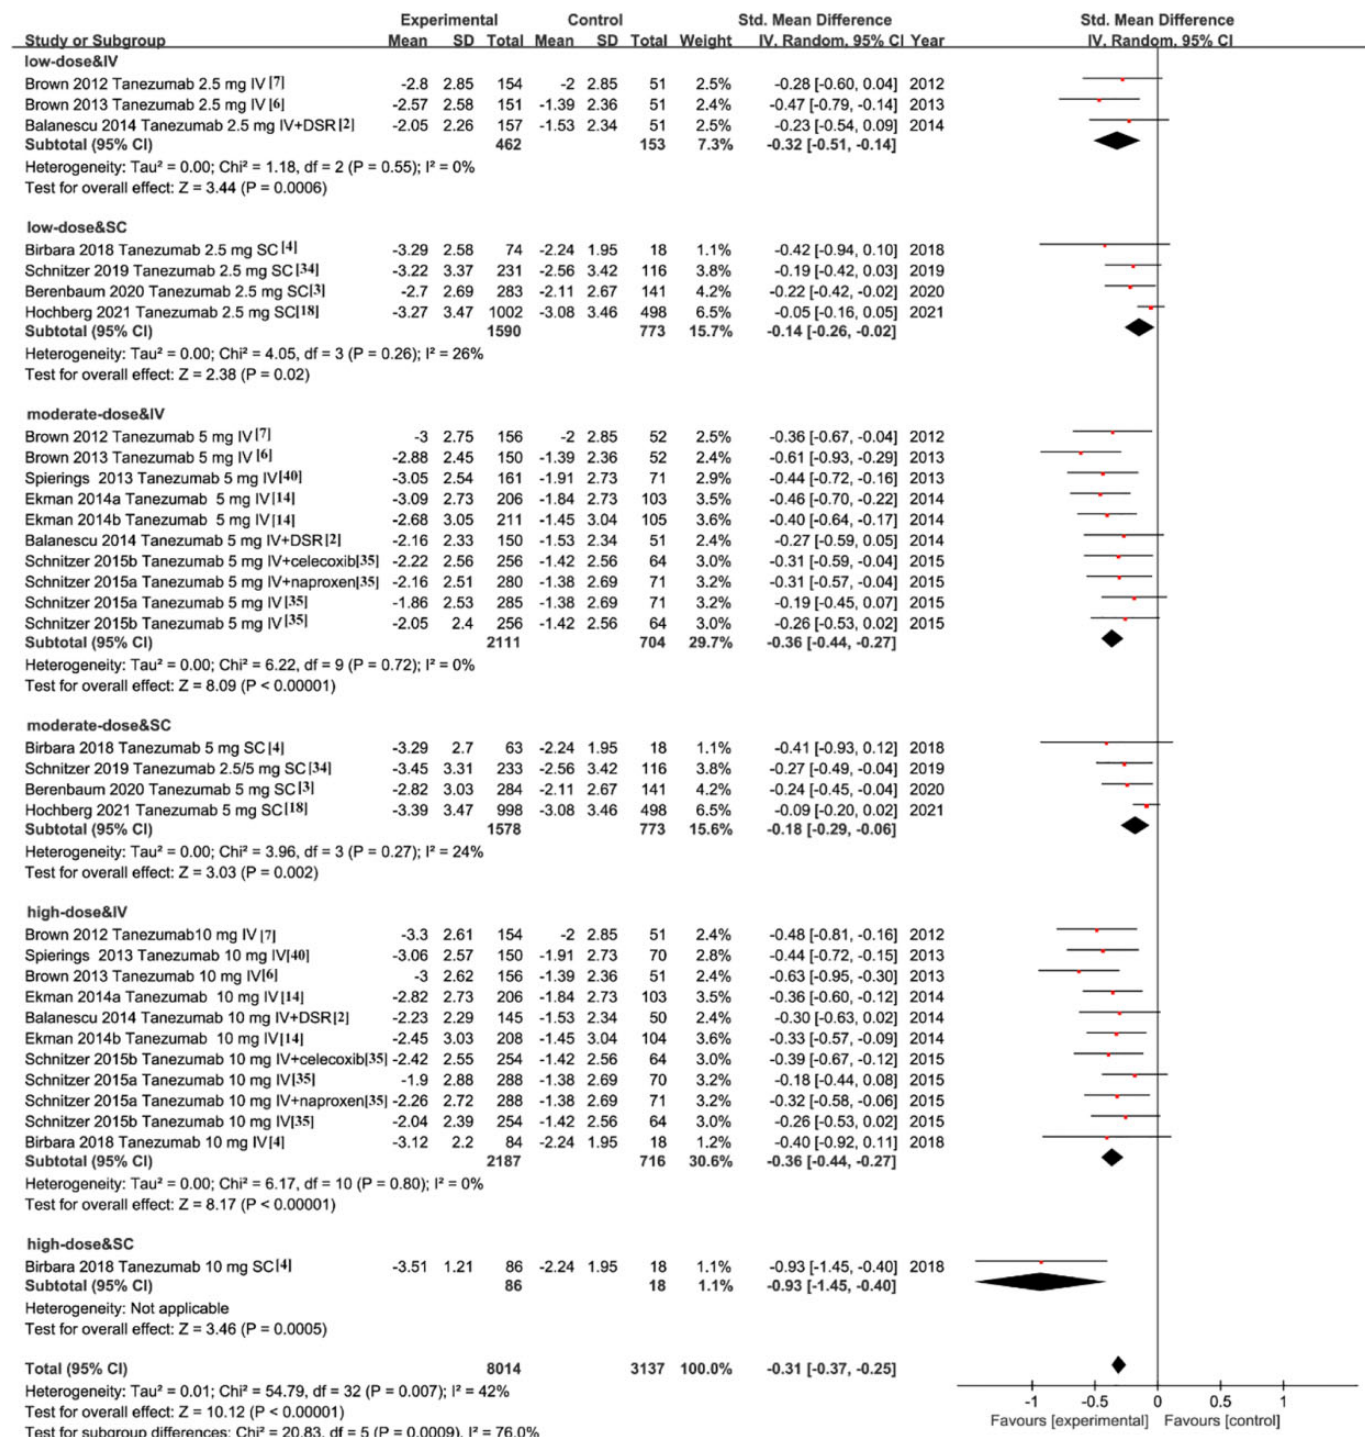 Experimental Control Std. Mean Difference Std. Mean Difference
Study or Subgroup Mean SD Total Mean SD Total Weight IV. Random. 95% CI Year IV. Random. 95% CI
low-dose&IV
Brown 2012 Tanezumab 2.5 mg IV[7] -2.8 2.85 154 -2 2.85 51 2.5% -0.28 [-0.60, 0.04] 2012
Brown 2013 Tanezumab 2.5 mg IV[6] -2.57 2.58 151 -1.39 2.36 51 2.4% -0.47 [-0.79, -0.14] 2013
Balanescu 2014 Tanezumab 2.5 mg IV+DSR[2] -2.05 2.26 157 -1.53 2.34 51 2.5% -0.23 [-0.54, 0.09] 2014
Subtotal (95% CI) 462 153 7.3% -0.32 [-0.51, -0.14]
Heterogeneity: Tau² = 0.00; Chi² = 1.18, df = 2 (P = 0.55); I² = 0%
Test for overall effect: Z = 3.44 (P = 0.0006)
low-dose&SC
Birbara 2018 Tanezumab 2.5 mg SC[4] -3.29 2.58 74 -2.24 1.95 18 1.1% -0.42 [-0.94, 0.10] 2018
Schnitzer 2019 Tanezumab 2.5 mg SC[34] -3.22 3.37 231 -2.56 3.42 116 3.8% -0.19 [-0.42, 0.03] 2019
Berenbaum 2020 Tanezumab 2.5 mg SC[3] -2.7 2.69 283 -2.11 2.67 141 4.2% -0.22 [-0.42, -0.02] 2020
Hochberg 2021 Tanezumab 2.5 mg SC[18] -3.27 3.47 1002 -3.08 3.46 498 6.5% -0.05 [-0.16, 0.05] 2021
Subtotal (95% CI) 1590 773 15.7% -0.14 [-0.26, -0.02]
Heterogeneity: Tau² = 0.00; Chi² = 4.05, df = 3 (P = 0.26); I² = 26%
Test for overall effect: Z = 2.38 (P = 0.02)
moderate-dose&IV
Brown 2012 Tanezumab 5 mg IV[7] -3 2.75 156 -2 2.85 52 2.5% -0.36 [-0.67, -0.04] 2012
Brown 2013 Tanezumab 5 mg IV[6] -2.88 2.45 150 -1.39 2.36 52 2.4% -0.61 [-0.93, -0.29] 2013
Spierings 2013 Tanezumab 5 mg IV[40] -3.05 2.54 161 -1.91 2.73 71 2.9% -0.44 [-0.72, -0.16] 2013
Ekman 2014a Tanezumab 5 mg IV[14] -3.09 2.73 206 -1.84 2.73 103 3.5% -0.46 [-0.70, -0.22] 2014
Ekman 2014b Tanezumab 5 mg IV[14] -2.68 3.05 211 -1.45 3.04 105 3.6% -0.40 [-0.64, -0.17] 2014
Balanescu 2014 Tanezumab 5 mg IV+DSR[2] -2.16 2.33 150 -1.53 2.34 51 2.4% -0.27 [-0.59, 0.05] 2014
Schnitzer 2015b Tanezumab 5 mg IV+celecoxib[35] -2.22 2.56 256 -1.42 2.56 64 3.0% -0.31 [-0.59, -0.04] 2015
Schnitzer 2015a Tanezumab 5 mg IV+naproxen[35] -2.16 2.51 280 -1.38 2.69 71 3.2% -0.31 [-0.57, -0.04] 2015
Schnitzer 2015a Tanezumab 5 mg IV[35] -1.86 2.53 285 -1.38 2.69 71 3.2% -0.19 [-0.45, 0.07] 2015
Schnitzer 2015b Tanezumab 5 mg IV[35] -2.05 2.4 256 -1.42 2.56 64 3.0% -0.26 [-0.53, 0.02] 2015
Subtotal (95% CI) 2111 704 29.7% -0.36 [-0.44, -0.27]
Heterogeneity: Tau² = 0.00; Chi² = 6.22, df = 9 (P = 0.72); I² = 0%
Test for overall effect: Z = 8.09 (P < 0.00001)
moderate-dose&SC
Birbara 2018 Tanezumab 5 mg SC[4] -3.29 2.7 63 -2.24 1.95 18 1.1% -0.41 [-0.93, 0.12] 2018
Schnitzer 2019 Tanezumab 2.5/5 mg SC[34] -3.45 3.31 233 -2.56 3.42 116 3.8% -0.27 [-0.49, -0.04] 2019
Berenbaum 2020 Tanezumab 5 mg SC[3] -2.82 3.03 284 -2.11 2.67 141 4.2% -0.24 [-0.45, -0.04] 2020
Hochberg 2021 Tanezumab 5 mg SC[18] -3.39 3.47 998 -3.08 3.46 498 6.5% -0.09 [-0.20, 0.02] 2021
Subtotal (95% CI) 1578 773 15.6% -0.18 [-0.29, -0.06]
Heterogeneity: Tau² = 0.00; Chi² = 3.96, df = 3 (P = 0.27); I² = 24%
Test for overall effect: Z = 3.03 (P = 0.002)
high-dose&IV
Brown 2012 Tanezumab10 mg IV[7] -3.3 2.61 154 -2 2.85 51 2.4% -0.48 [-0.81, -0.16] 2012
Spierings 2013 Tanezumab 10 mg IV[40] -3.06 2.57 150 -1.91 2.73 70 2.8% -0.44 [-0.72, -0.15] 2013
Brown 2013 Tanezumab 10 mg IV[6] -3 2.62 156 -1.39 2.36 51 2.4% -0.63 [-0.95, -0.30] 2013
Ekman 2014a Tanezumab 10 mg IV[14] -2.82 2.73 206 -1.84 2.73 103 3.5% -0.36 [-0.60, -0.12] 2014
Balanescu 2014 Tanezumab 10 mg IV+DSR[2] -2.23 2.29 145 -1.53 2.34 50 2.4% -0.30 [-0.63, 0.02] 2014
Ekman 2014b Tanezumab 10 mg IV[14] -2.45 3.03 208 -1.45 3.04 104 3.6% -0.33 [-0.57, -0.09] 2014
Schnitzer 2015b Tanezumab 10 mg IV+celecoxib[35] -2.42 2.55 254 -1.42 2.56 64 3.0% -0.39 [-0.67, -0.12] 2015
Schnitzer 2015a Tanezumab 10 mg IV[35] -1.9 2.88 288 -1.38 2.69 70 3.2% -0.18 [-0.44, 0.08] 2015
Schnitzer 2015a Tanezumab 10 mg IV+naproxen[35] -2.26 2.72 288 -1.38 2.69 71 3.2% -0.32 [-0.58, -0.06] 2015
Schnitzer 2015b Tanezumab 10 mg IV[35] -2.04 2.39 254 -1.42 2.56 64 3.0% -0.26 [-0.53, 0.02] 2015
Birbara 2018 Tanezumab 10 mg IV[4] -3.12 2.2 84 -2.24 1.95 18 1.2% -0.40 [-0.92, 0.11] 2018
Subtotal (95% CI) 2187 716 30.6% -0.36 [-0.44, -0.27]
Heterogeneity: Tau² = 0.00; Chi² = 6.17, df = 10 (P = 0.80); I² = 0%
Test for overall effect: Z = 8.17 (P < 0.00001)
high-dose&SC
Birbara 2018 Tanezumab 10 mg SC[4] -3.51 1.21 86 -2.24 1.95 18 1.1% -0.93 [-1.45, -0.40] 2018
Subtotal (95% CI) 86 18 1.1% -0.93 [-1.45, -0.40]
Heterogeneity: Not applicable
Test for overall effect: Z = 3.46 (P = 0.0005)
Total (95% CI) 8014 3137 100.0% -0.31 [-0.37, -0.25]
Heterogeneity: Tau² = 0.01; Chi² = 54.79, df = 32 (P = 0.007); I² = 42%
-1 -0.5 0 0.5 1
Test for overall effect: Z = 10.12 (P < 0.00001)
Favours [experimental] Favours [control]
Test for subgroup differences: Chi² = 20.83, df = 5 (P = 0.0009), I² = 76.0%